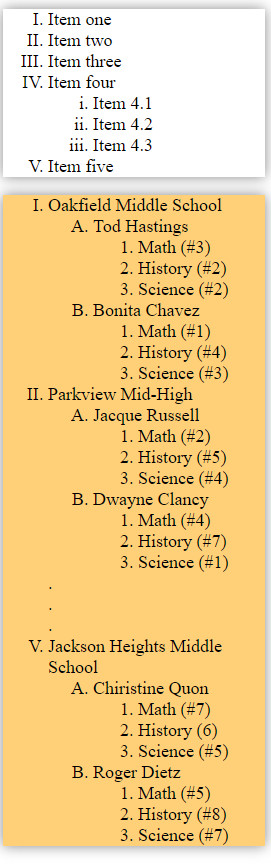 I. Item one
II. Item two
III. Item three
IV. Item four
i. Item 4.1
ii. Item 4.2
iii. Item 4.3
V. Item five
I. Oakfield Middle School
A. Tod Hastings
1. Math (#3)
2. History (#2)
3. Science (#2)
B. Bonita Chavez
1. Math (#1)
2. History (#4)
3. Science (#3)
II. Parkview Mid-High
A. Jacque Russell
1. Math (#2)
2. History (#5)
3. Science (#4)
B. Dwayne Clancy
1. Math (#4)
2. History (#7)
3. Science (#1)
.
.
.
V. Jackson Heights Middle
School
A. Chiristine Quon
1. Math (#7)
2. History (6)
3. Science (#5)
B. Roger Dietz
1. Math (#5)
2. History (#8)
3. Science (#7)